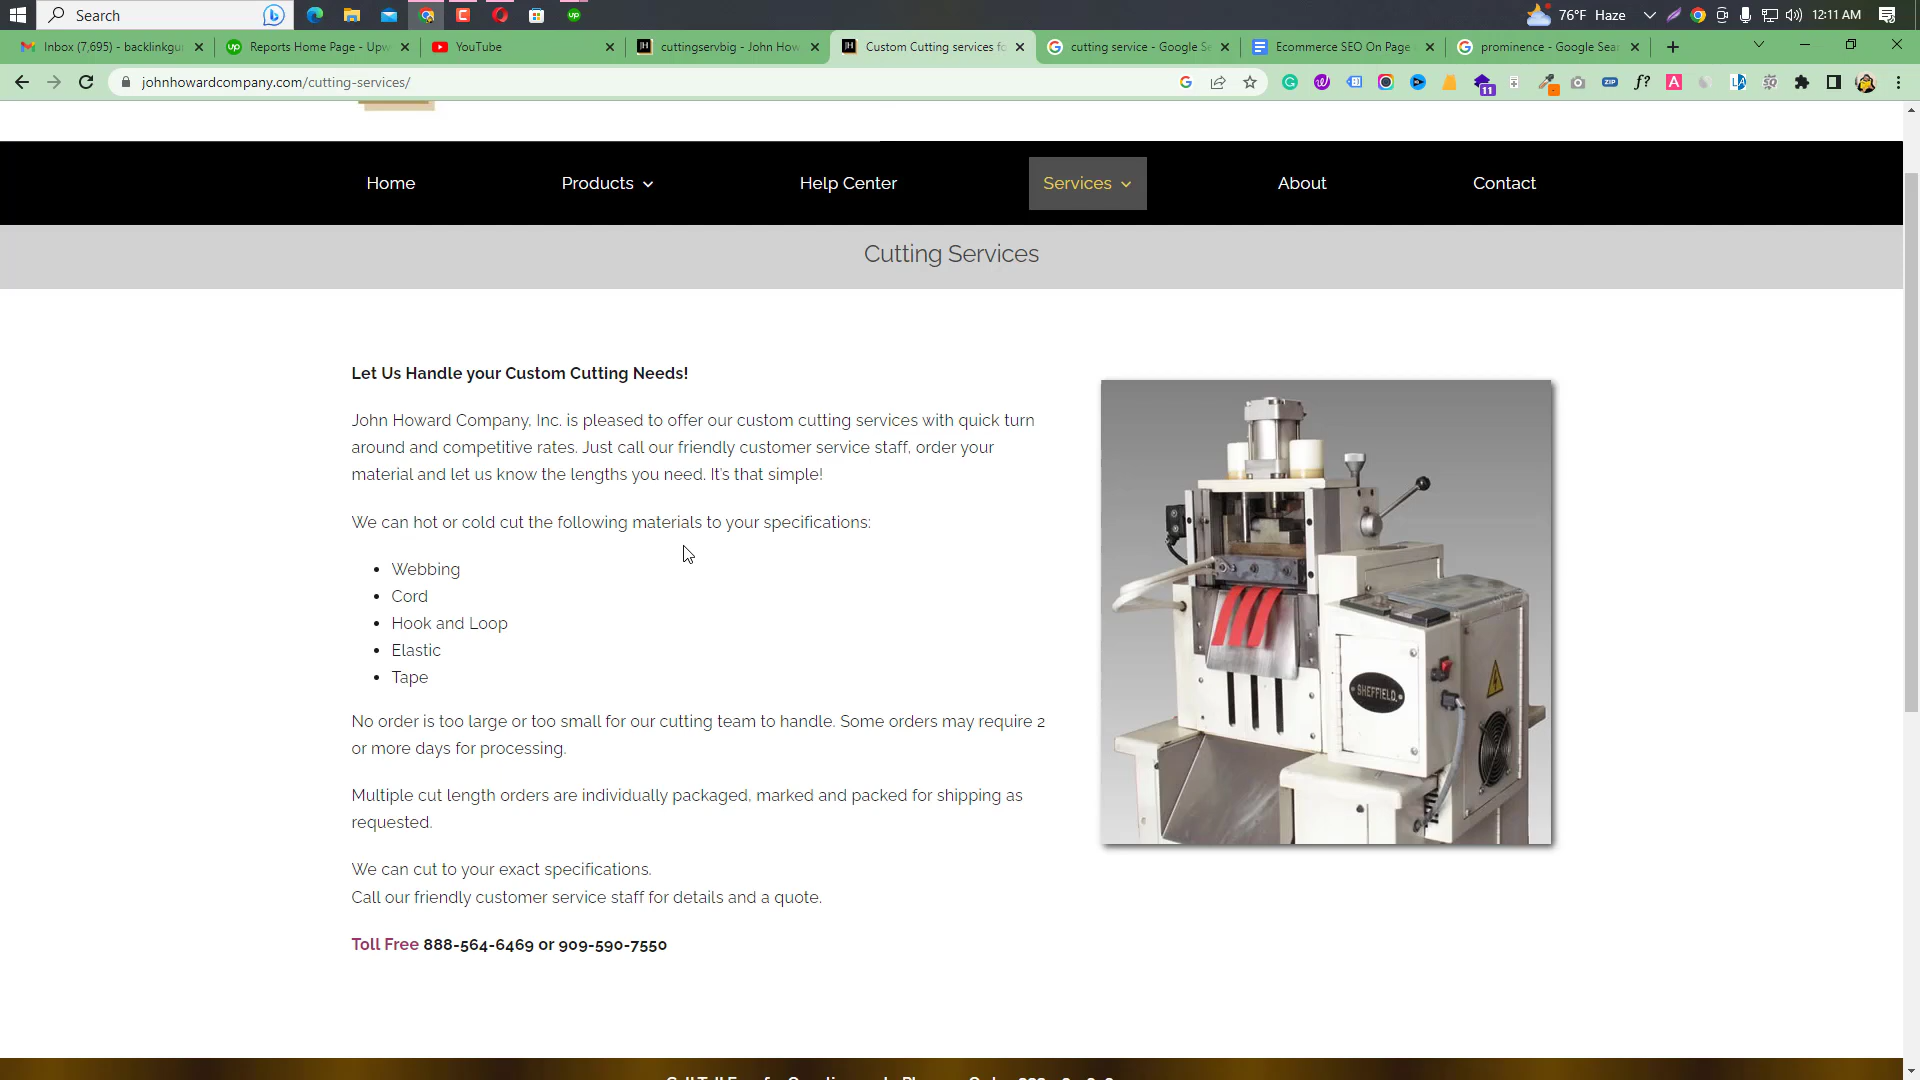 Search
76°F Haze
12:11 AM
Inbox (7,695) - backlinkgu
Reports Home Page - Upw
YouTube
cuttingservbig - John How
Custom Cutting services fo
cutting service - Google Se
Ecommerce SEO On Page
prominence - Google Sea
johnhowardcompany.com/cutting-services/
11
ZIP
f?
A
Home
Products
Help Center
Services
About
Contact
Cutting Services
Let Us Handle your Custom Cutting Needs!
John Howard Company, Inc. is pleased to offer our custom cutting services with quick turn
around and competitive rates. Just call our friendly customer service staff, order your
material and let us know the lengths you need. It's that simple!
We can hot or cold cut the following materials to your specifications:
• Webbing
• Cord
• Hook and Loop
• Elastic
• Tape
SHEFFIELD
No order is too large or too small for our cutting team to handle. Some orders may require 2
or more days for processing.
Multiple cut length orders are individually packaged, marked and packed for shipping as
requested.
We can cut to your exact specifications.
Call our friendly customer service staff for details and a quote.
Toll Free 888-564-6469 or 909-590-7550